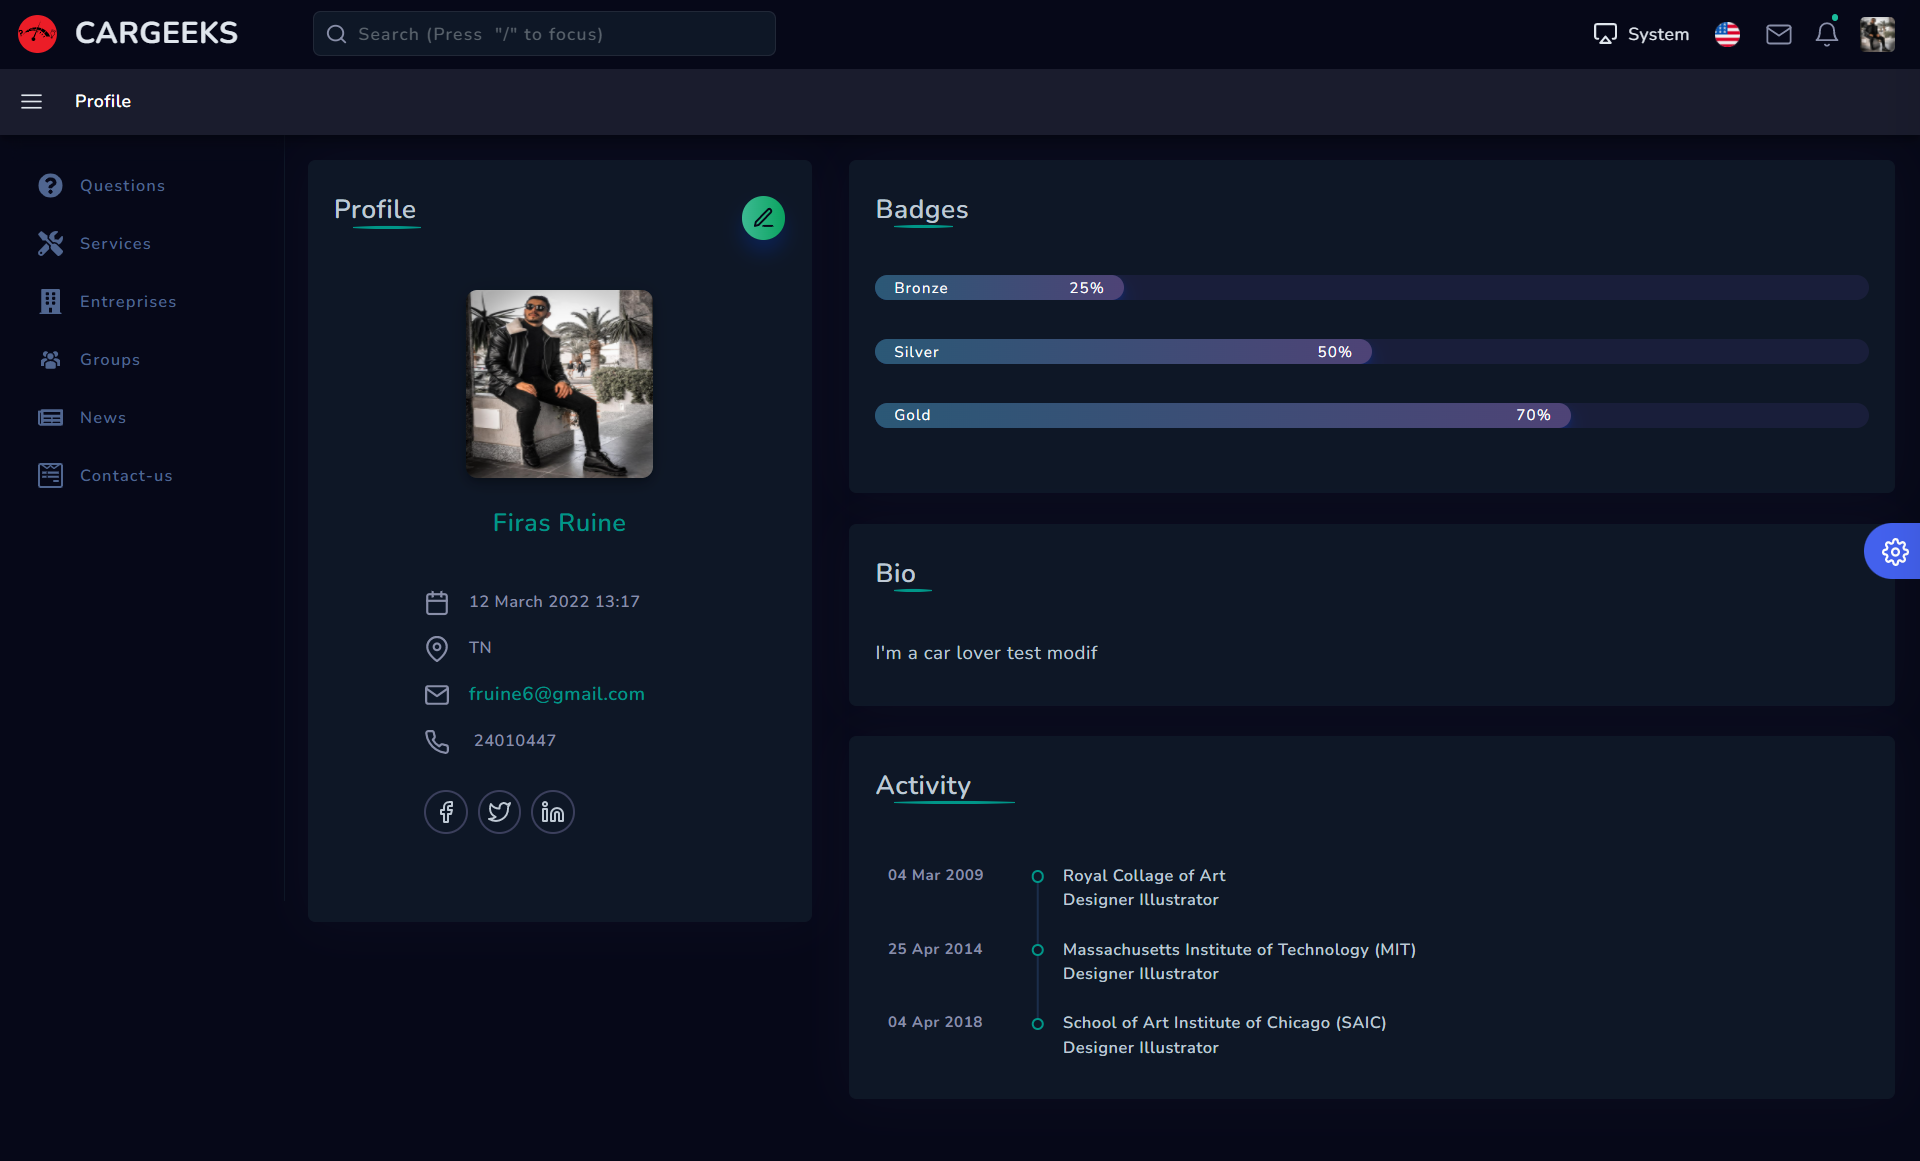 CARGEEKS
Search (Press "/" to focus)
System
Profile
Questions
Services
Entreprises
Groups
News
Contact-us
Profile
Firas Ruine
12 March 2022 13:17
TN
fruine6@gmail.com
24010447
Badges
Bronze 25%
Silver 50%
Gold 70%
Bio
I'm a car lover test modif
Activity
04 Mar 2009
Royal Collage of Art
Designer Illustrator
25 Apr 2014
Massachusetts Institute of Technology (MIT)
Designer Illustrator
04 Apr 2018
School of Art Institute of Chicago (SAIC)
Designer Illustrator